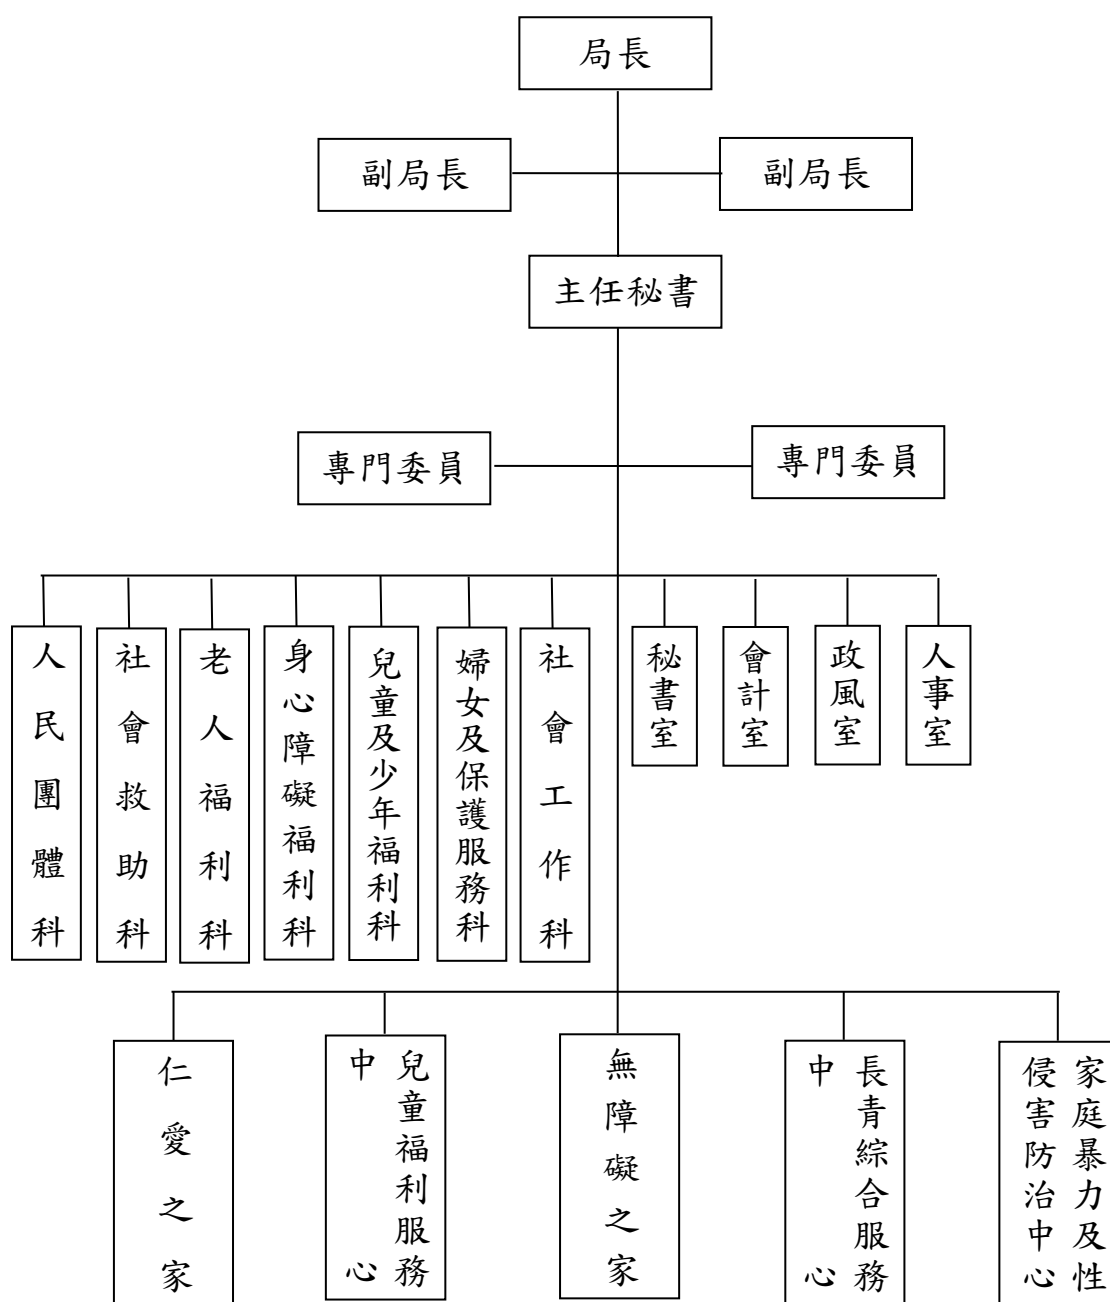 局長
副局長
副局長
主任秘書
專門委員
專門委員
人民團體科
社會救助科
老人福利科
身心障礙福利科
兒童及少年福利科
婦女及保護服務科
社會工作科
秘書室
會計室
政風室
人事室
仁愛之家
兒童福利服務
中心
無障礙之家
長青綜合服務
中心
家庭暴力及性
侵害防治中心